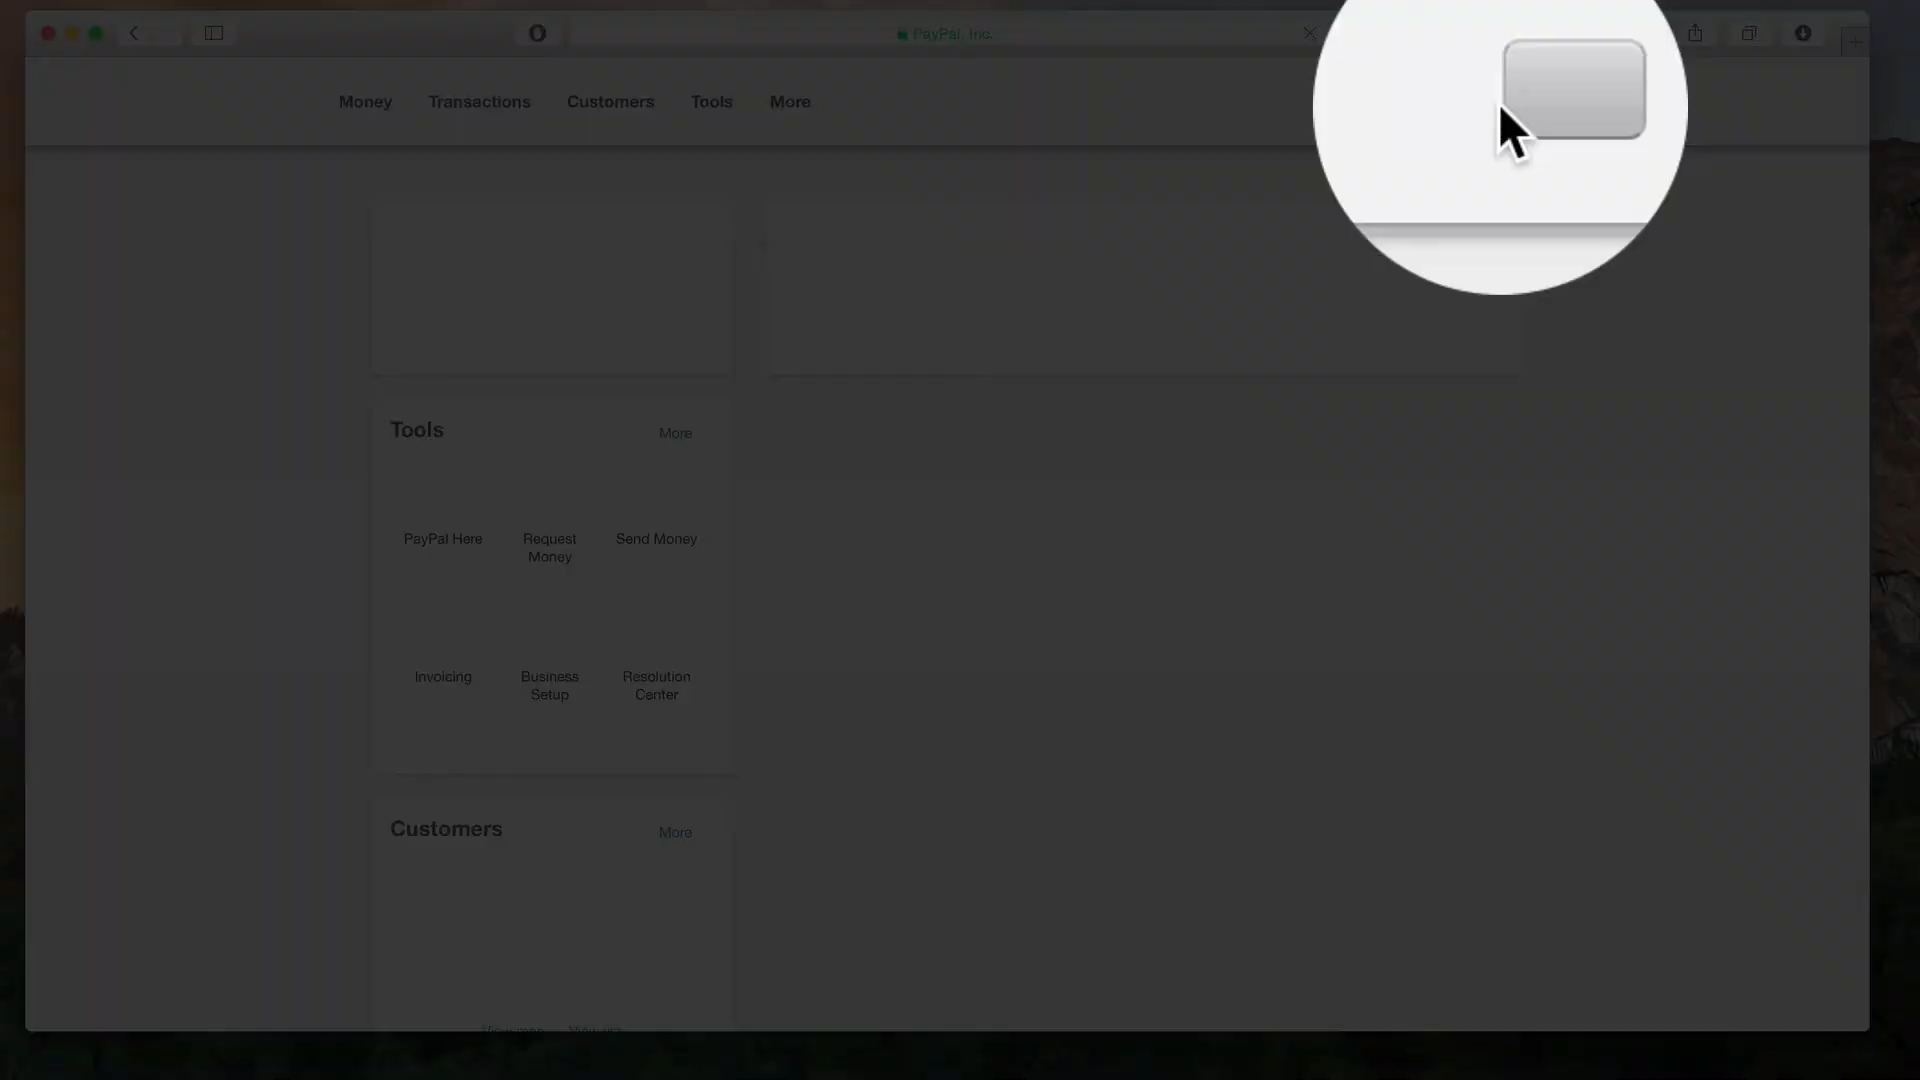 PayPal, Inc.
Money Transactions Customers Tools More
Tools More
PayPal Here Request Money Send Money
Invoicing Business Setup Resolution Center
Customers More